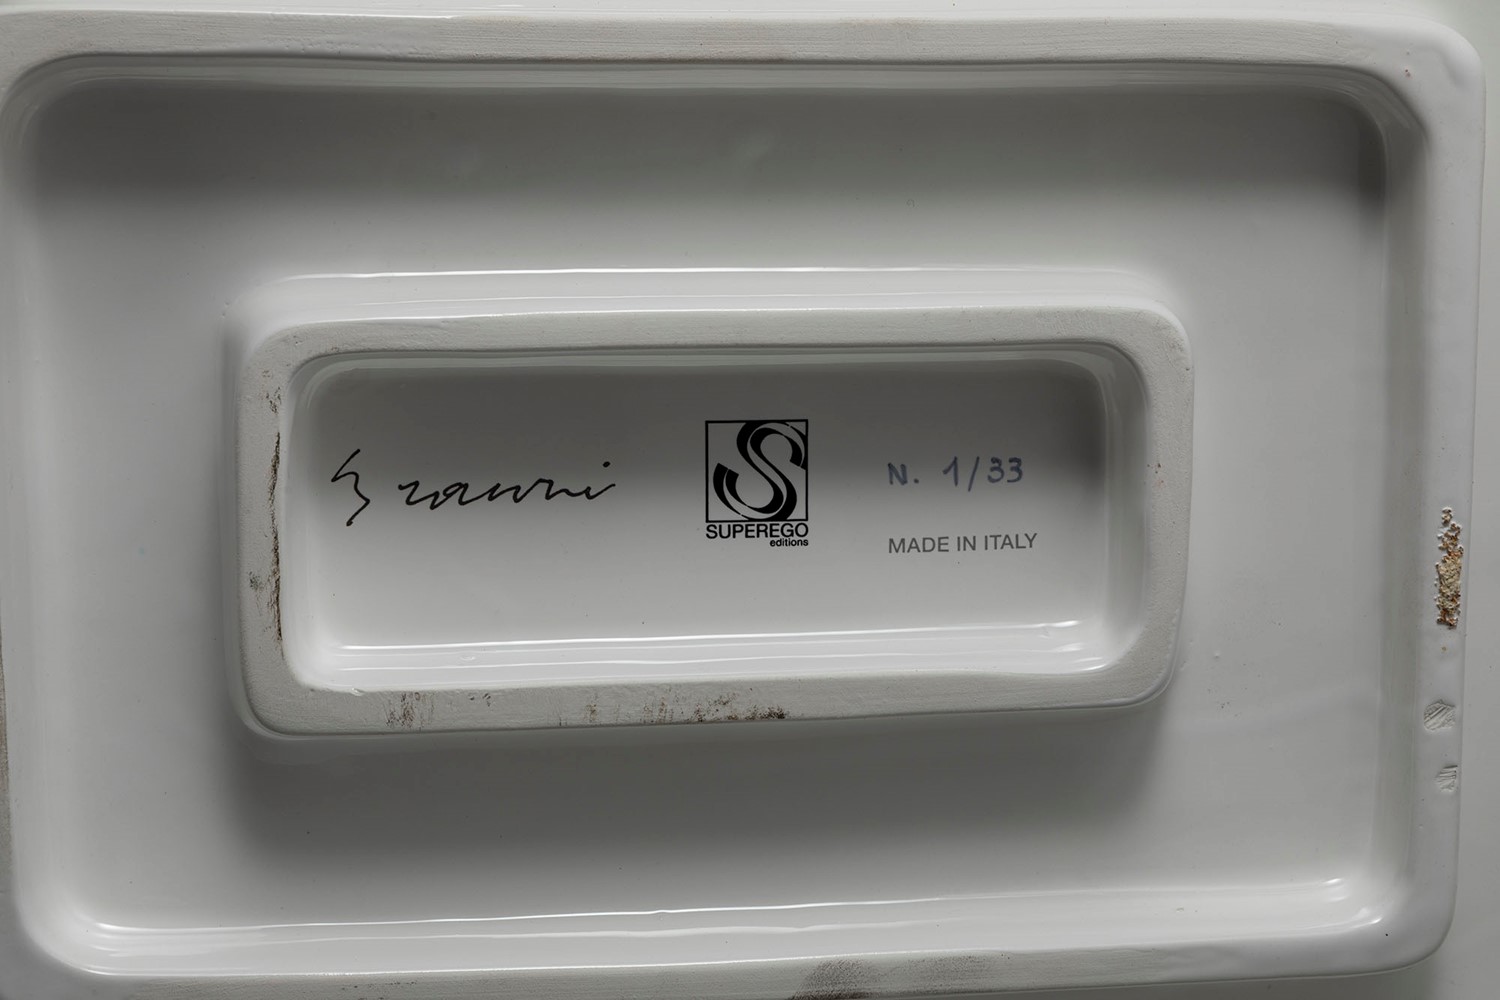 SUPEREGO
editions
N. 1/33
MADE IN ITALY